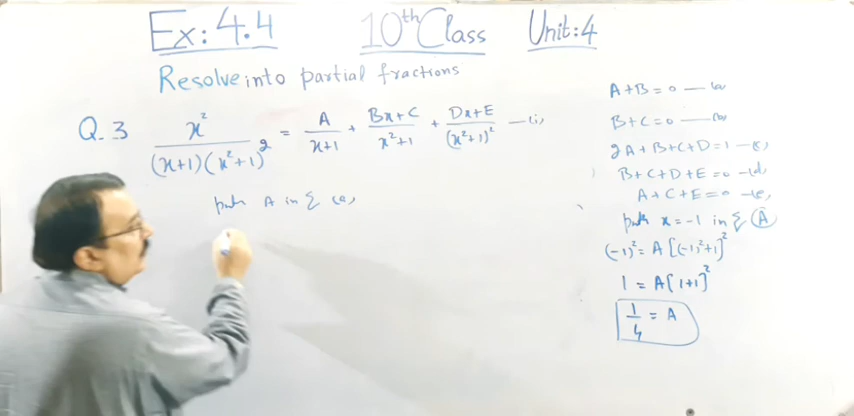 Ex: 4.4 10th Class Unit: 4
Resolve into partial fractions
Q.3 x²/((x+1)(x²+1)²) = A/(x+1) + (Bx+C)/(x²+1) + (Dx+E)/(x²+1)² —(i)
put A in Σ (a)
A+B=0 —(a)
B+C=0 —(b)
2A+B+C+D=1 —(c)
B+C+D+E=0 —(d)
A+C+E=0 —(e)
put x=-1 in Σ (A)
(-1)²=A[(-1)²+1]²
1=A[1+1]²
1/4 = A